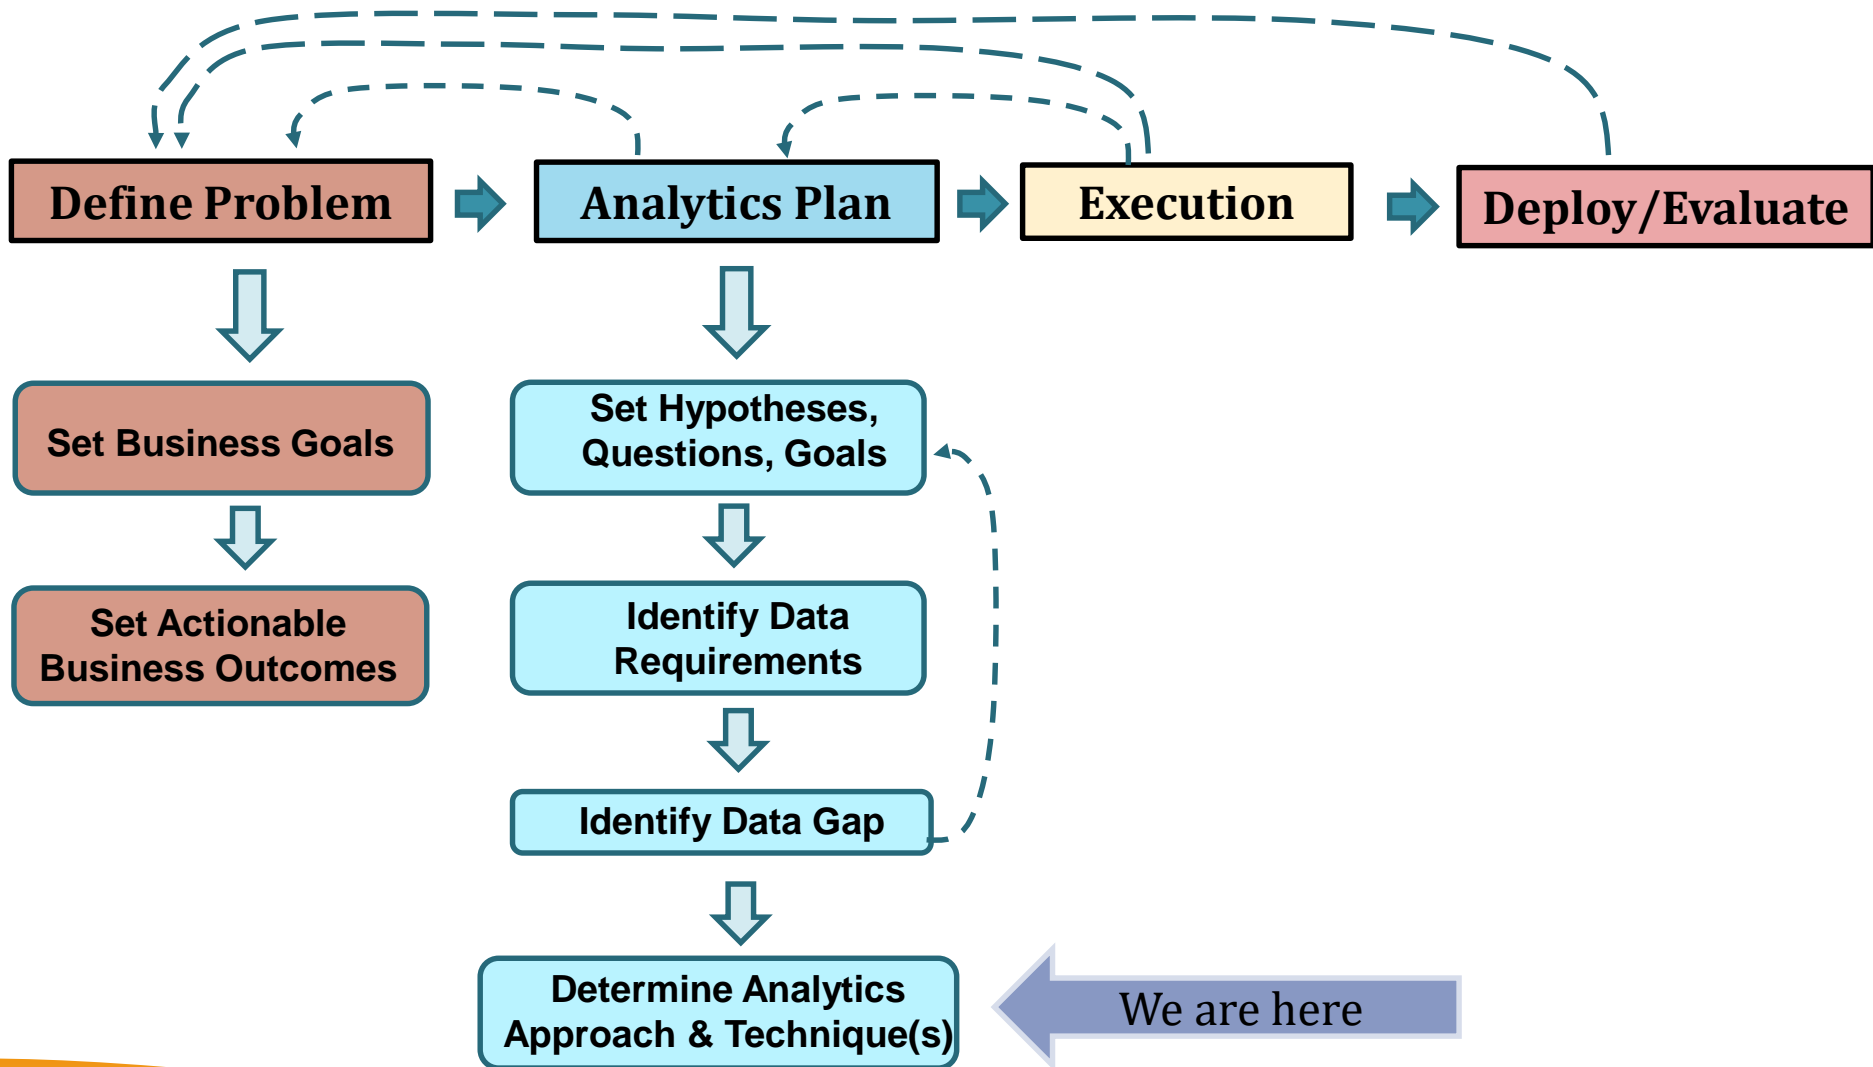 Define Problem
Analytics Plan
Execution
Deploy/Evaluate
Set Business Goals
Set Actionable
Business Outcomes
Set Hypotheses,
Questions, Goals
Identify Data
Requirements
Identify Data Gap
Determine Analytics
Approach & Technique(s)
We are here